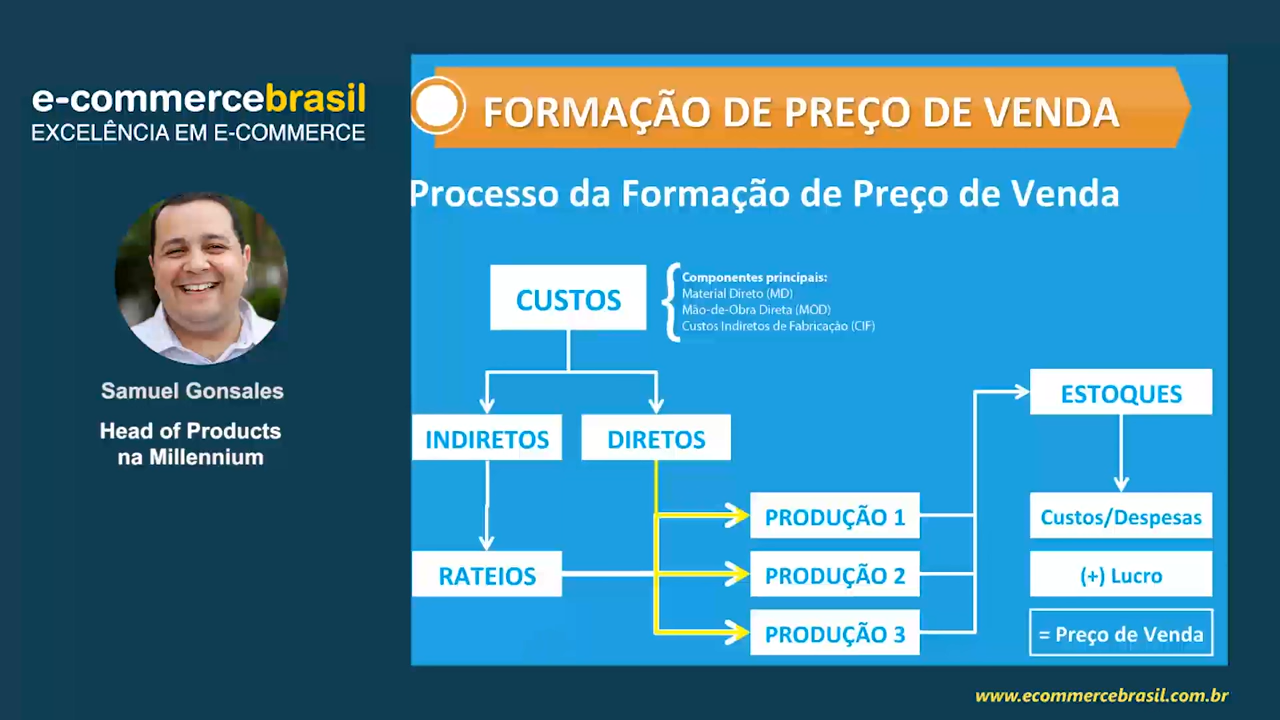 e-commercebrasil
EXCELÊNCIA EM E-COMMERCE
Samuel Gonsales
Head of Products
na Millennium
FORMAÇÃO DE PREÇO DE VENDA
Processo da Formação de Preço de Venda
CUSTOS
Componentes principais:
Material Direto (MD)
Mão-de-Obra Direta (MOD)
Custos Indiretos de Fabricação (CIF)
INDIRETOS
DIRETOS
RATEIOS
PRODUÇÃO 1
PRODUÇÃO 2
PRODUÇÃO 3
ESTOQUES
Custos/Despesas
(+) Lucro
= Preço de Venda
www.ecommercebrasil.com.br